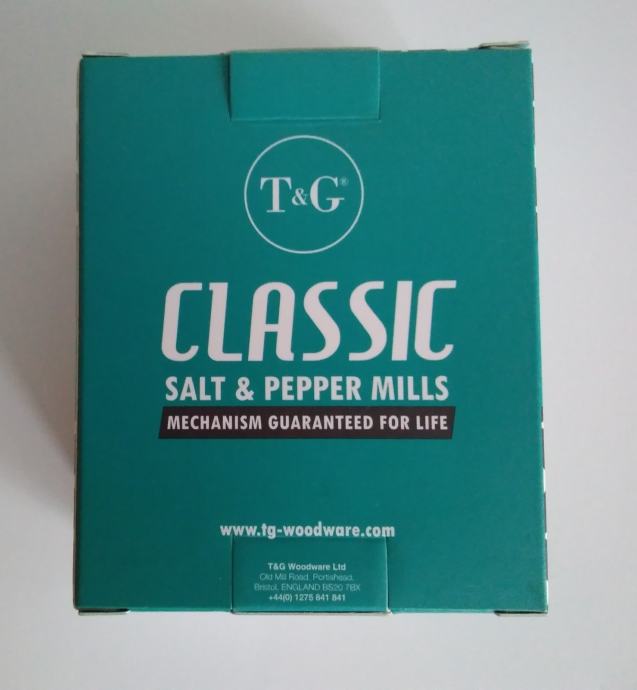 T&G®
CLASSIC
SALT & PEPPER MILLS
MECHANISM GUARANTEED FOR LIFE
www.tg-woodware.com
T&G Woodware Ltd
Old Mill Road, Portishead,
Bristol, ENGLAND BS20 7BX
+44(0) 1275 841 841